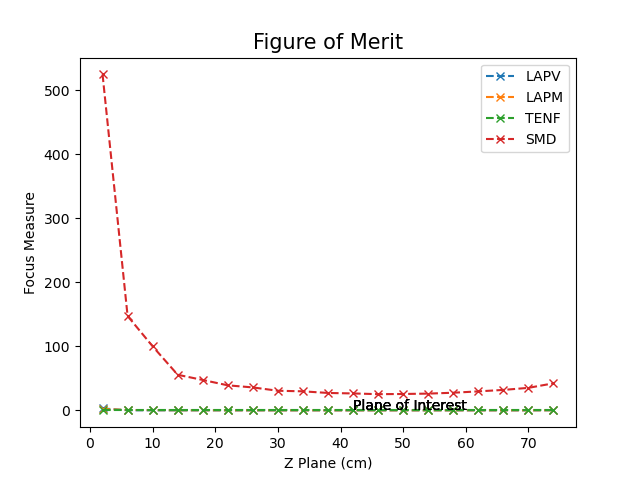 Figure of Merit
500
400
300
200
100
0
Focus Measure
LAPV
LAPM
TENF
SMD
Plane of Interest
0
10
20
30
40
50
60
70
Z Plane (cm)